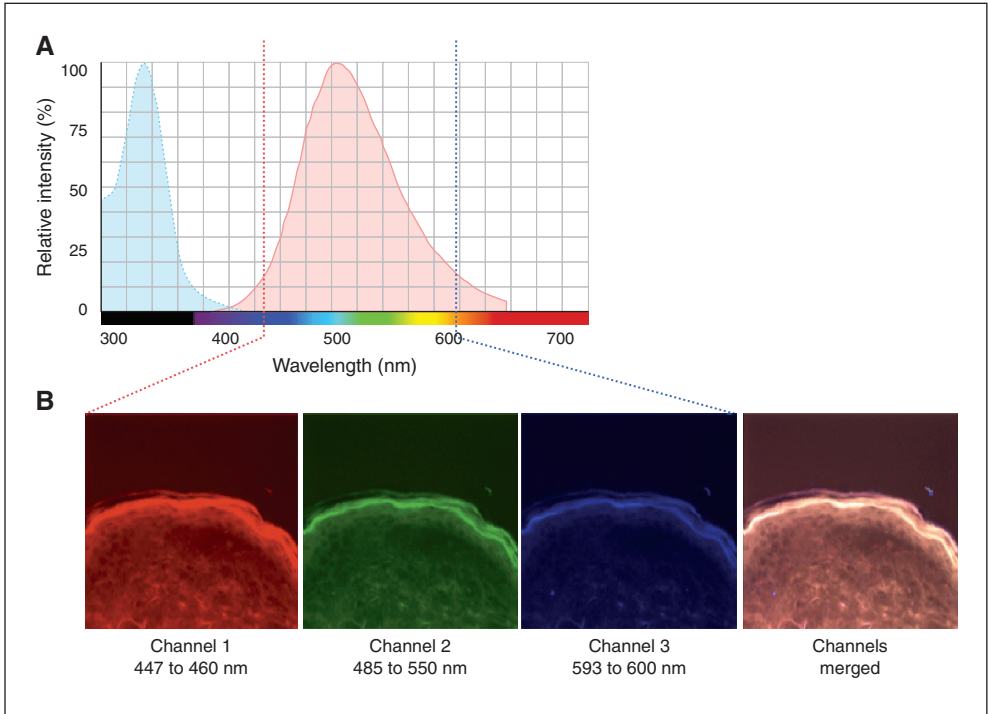 A
Relative intensity (%)
100
75
50
25
0
300 400 500 600 700
Wavelength (nm)
B
Channel 1
447 to 460 nm
Channel 2
485 to 550 nm
Channel 3
593 to 600 nm
Channels
merged